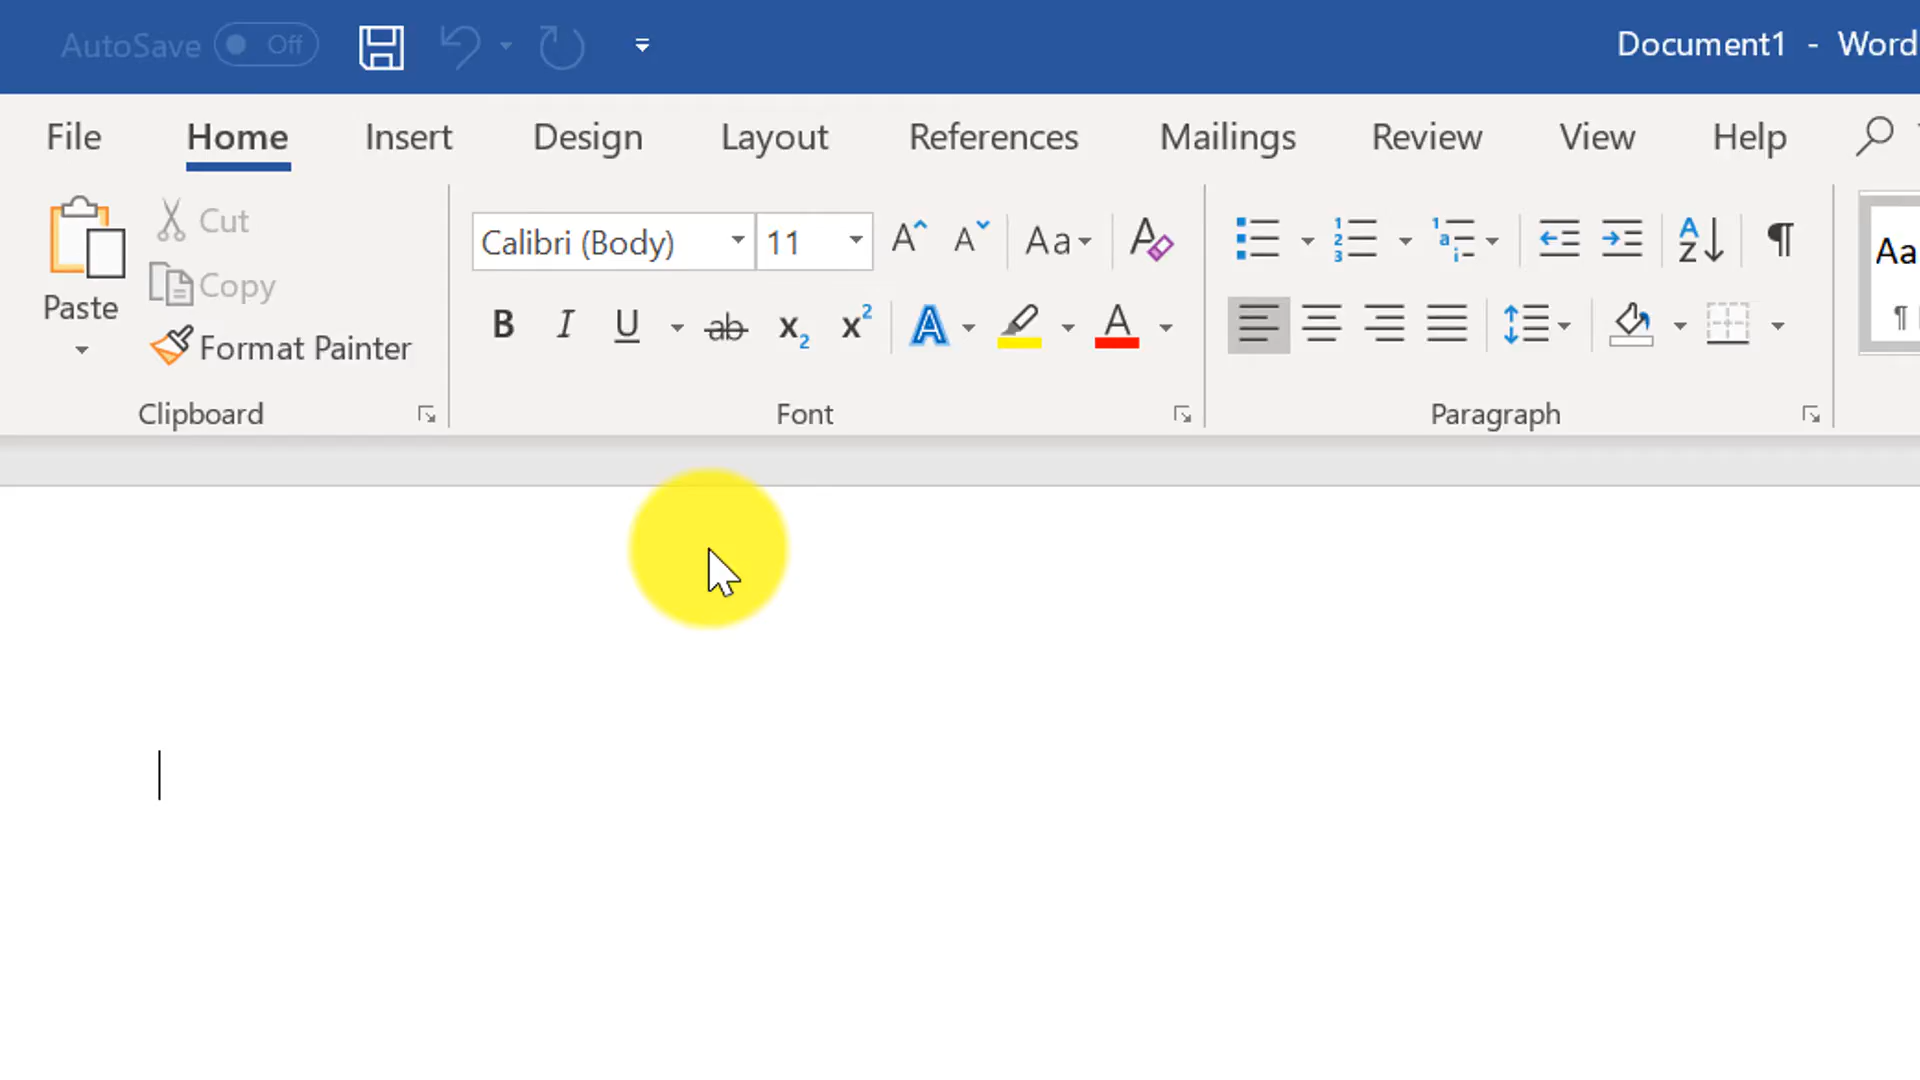 AutoSave Off
Document1 - Word
File Home Insert Design Layout References Mailings Review View Help
Paste
Cut
Copy
Format Painter
Clipboard
Calibri (Body) 11
Aa
B I U ab x₂ x² A A
Font
A Z ¶
Paragraph
Aa
¶